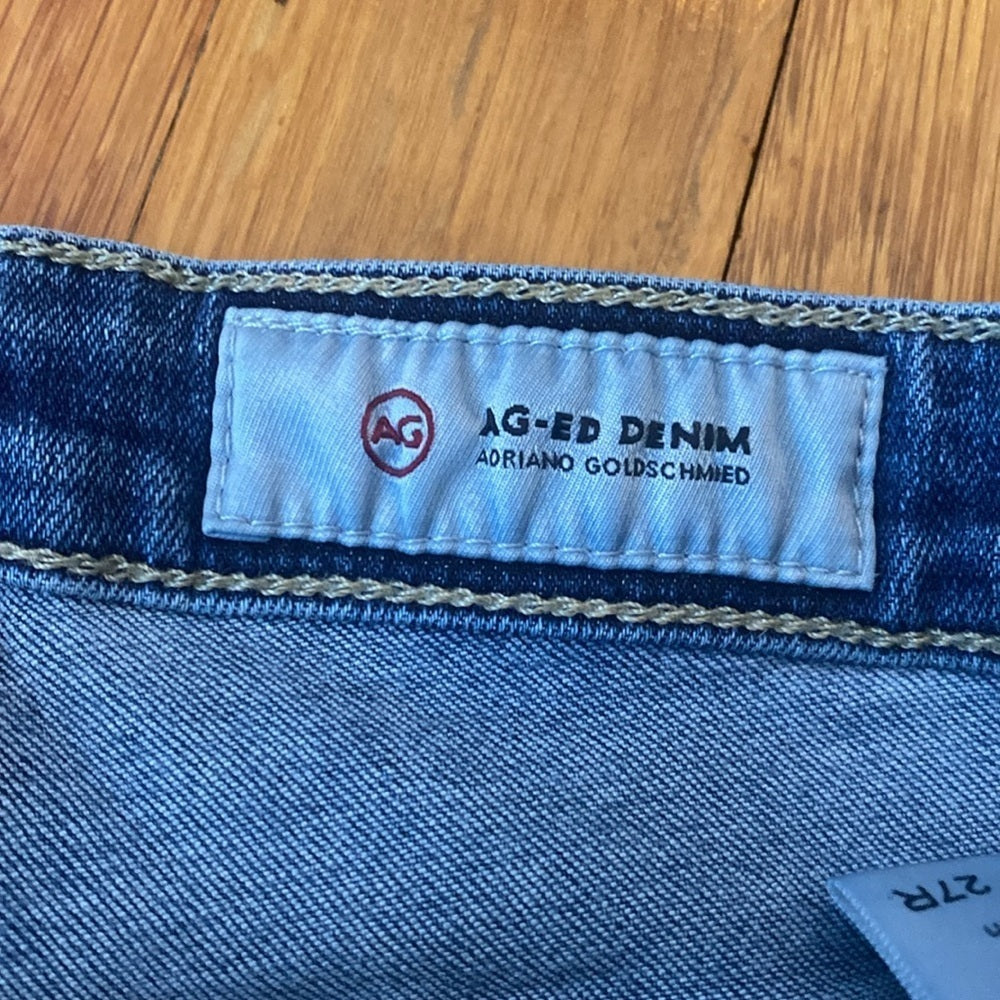 AG
AG-ED DENIM
ADRIANO GOLDSCHMIED
27R